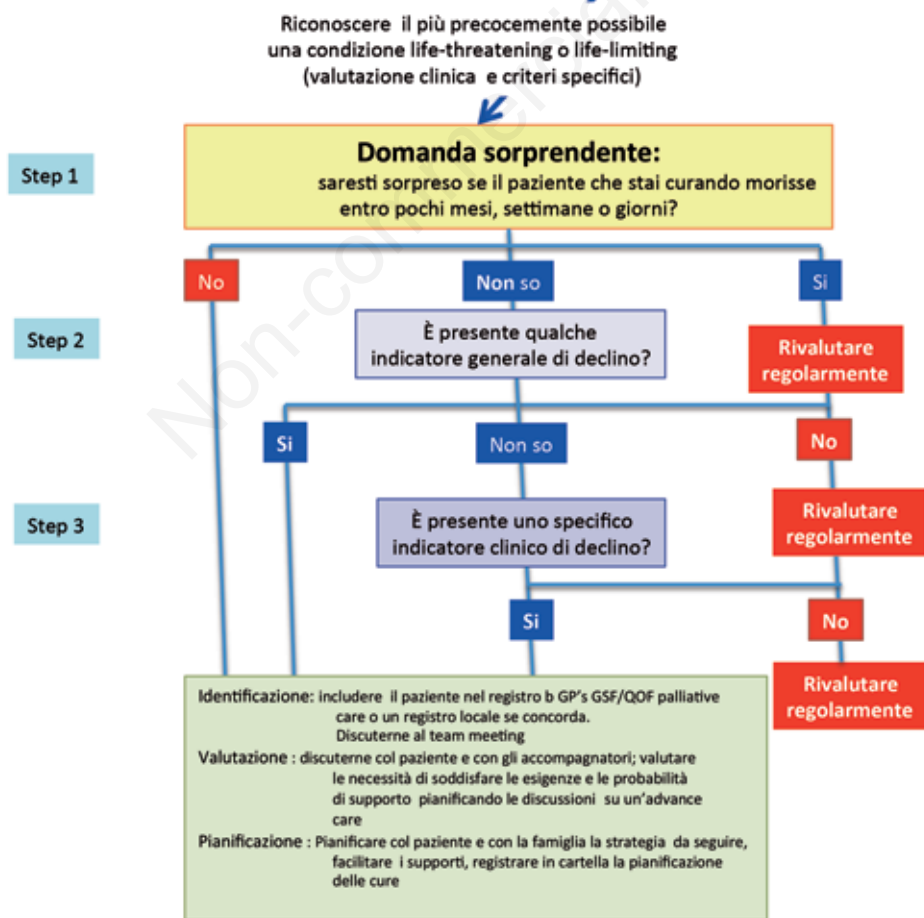 Riconoscere il più precocemente possibile
una condizione life-threatening o life-limiting
(valutazione clinica e criteri specifici)
Step 1
Domanda sorprendente:
saresti sorpreso se il paziente che stai curando morisse
entro pochi mesi, settimane o giorni?
No
Non so
Si
Step 2
È presente qualche
indicatore generale di declino?
Rivalutare
regolarmente
Si
Non so
No
Step 3
È presente uno specifico
indicatore clinico di declino?
Rivalutare
regolarmente
Si
No
Identificazione: includere il paziente nel registro b GP's GSF/QOF palliative
care o un registro locale se concorda.
Discuterne al team meeting
Valutazione : discuterne col paziente e con gli accompagnatori; valutare
le necessità di soddisfare le esigenze e le probabilità
di supporto pianificando le discussioni su un'advance
care
Pianificazione : Pianificare col paziente e con la famiglia la strategia da seguire,
facilitare i supporti, registrare in cartella la pianificazione
delle cure
Rivalutare
regolarmente
Non-commercial